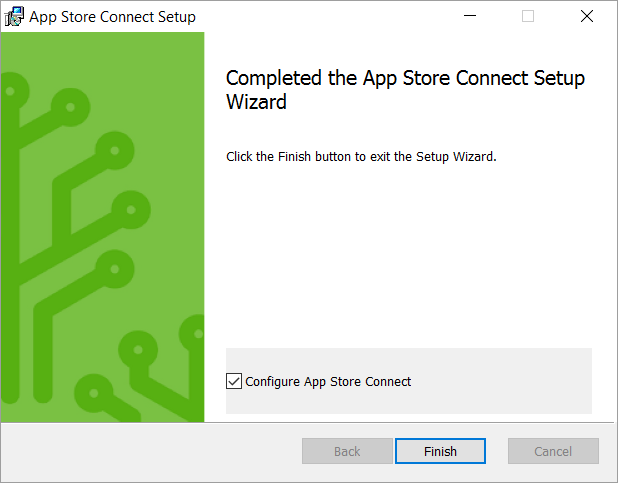 App Store Connect Setup
Completed the App Store Connect Setup
Wizard
Click the Finish button to exit the Setup Wizard.
Configure App Store Connect
Back
Finish
Cancel